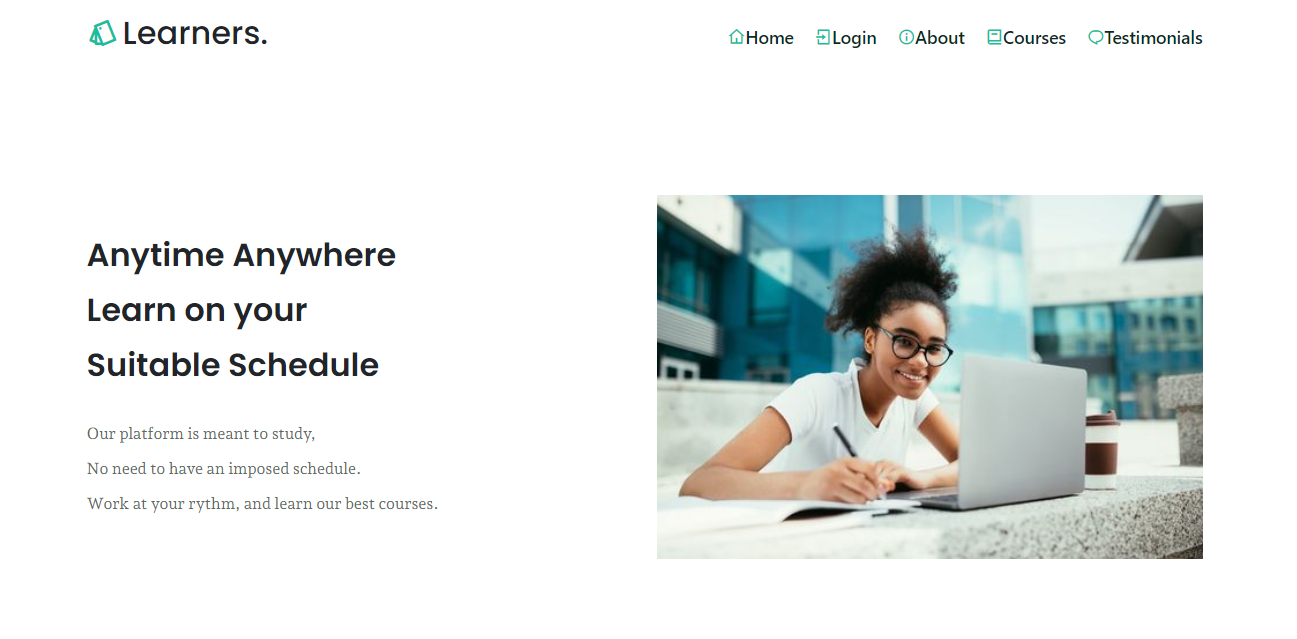 Learners.
Home Login About Courses Testimonials
Anytime Anywhere
Learn on your
Suitable Schedule
Our platform is meant to study,
No need to have an imposed schedule.
Work at your rythm, and learn our best courses.